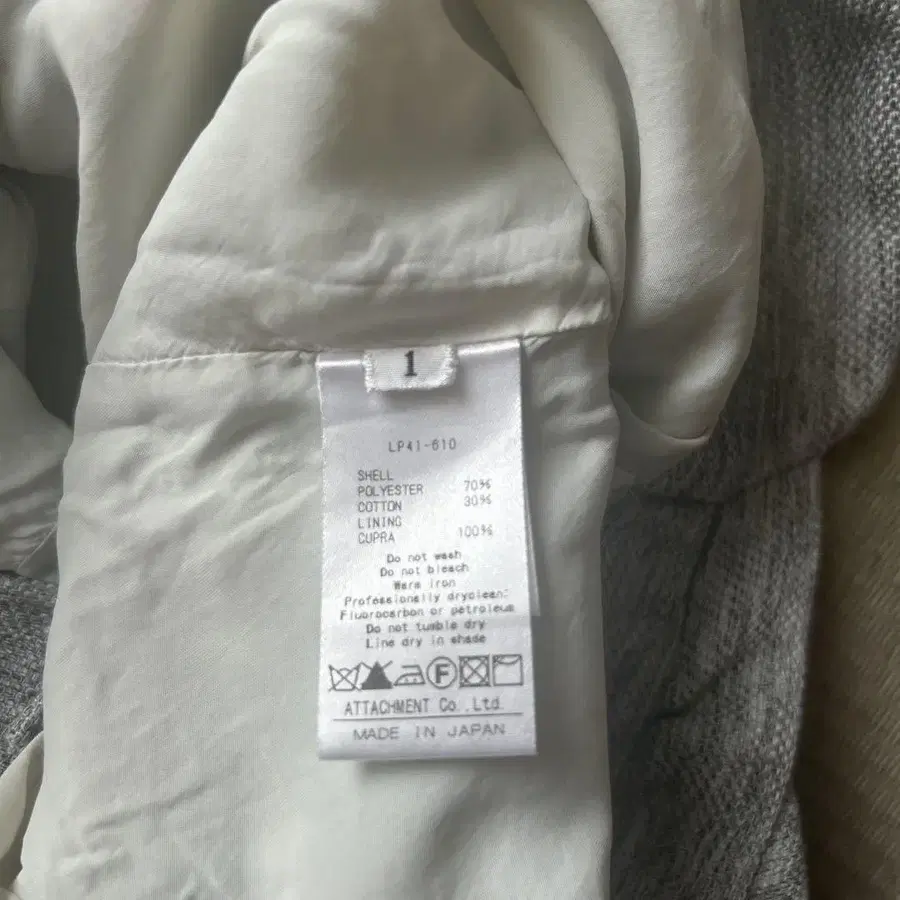 1
LP41-610
SHELL
POLYESTER 70%
COTTON 30%
LINING
CUPRA 100%
Do not wash
Do not bleach
Warm iron
Professionally dryclean:
Fluorocarbon or petroleum
Do not tumble dry
Line dry in shade
F
ATTACHMENT Co.,Ltd.
MADE IN JAPAN